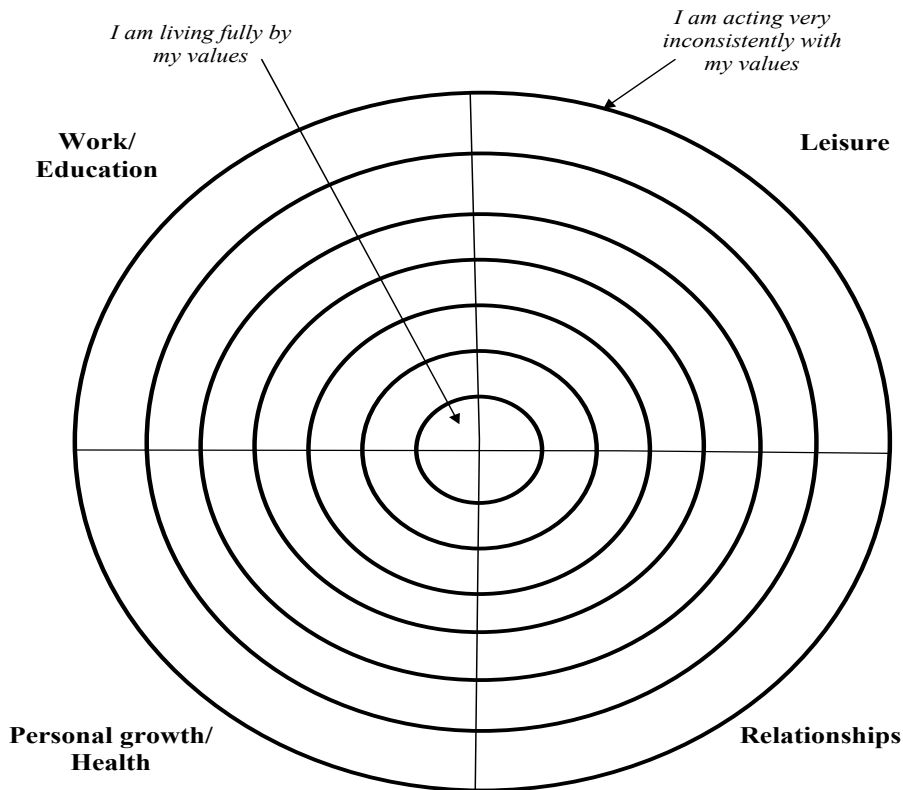 I am living fully by
my values
I am acting very
inconsistently with
my values
Work/
Education
Leisure
Personal growth/
Health
Relationships